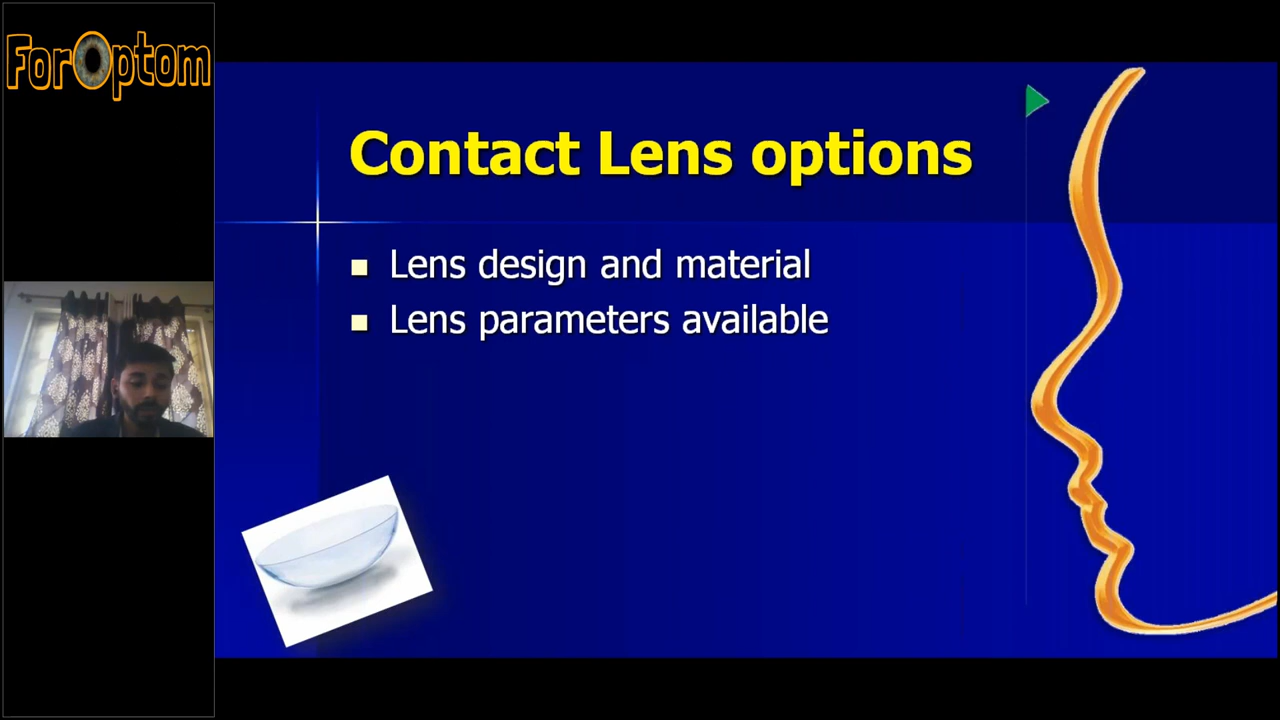 ForOptom
Contact Lens options
Lens design and material
Lens parameters available